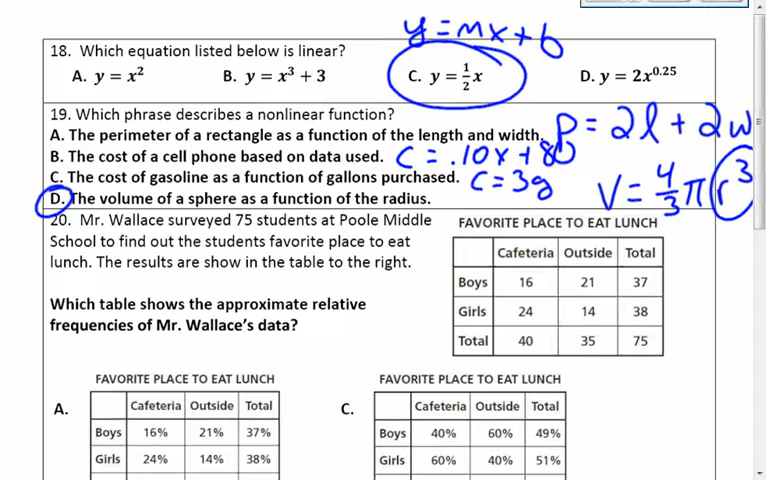 y = mx + b
18. Which equation listed below is linear?
A. y = x²   B. y = x³ + 3   C. y = ½x   D. y = 2x^0.25
19. Which phrase describes a nonlinear function?
A. The perimeter of a rectangle as a function of the length and width. P = 2l + 2w
B. The cost of a cell phone based on data used. C = .10x + 80
C. The cost of gasoline as a function of gallons purchased. C = 3g
D. The volume of a sphere as a function of the radius. V = 4/3 π r³
20. Mr. Wallace surveyed 75 students at Poole Middle
School to find out the students favorite place to eat
lunch. The results are show in the table to the right.
Which table shows the approximate relative
frequencies of Mr. Wallace's data?
FAVORITE PLACE TO EAT LUNCH
Cafeteria Outside Total
Boys 16 21 37
Girls 24 14 38
Total 40 35 75
A.
FAVORITE PLACE TO EAT LUNCH
Cafeteria Outside Total
Boys 16% 21% 37%
Girls 24% 14% 38%
C.
FAVORITE PLACE TO EAT LUNCH
Cafeteria Outside Total
Boys 40% 60% 49%
Girls 60% 40% 51%